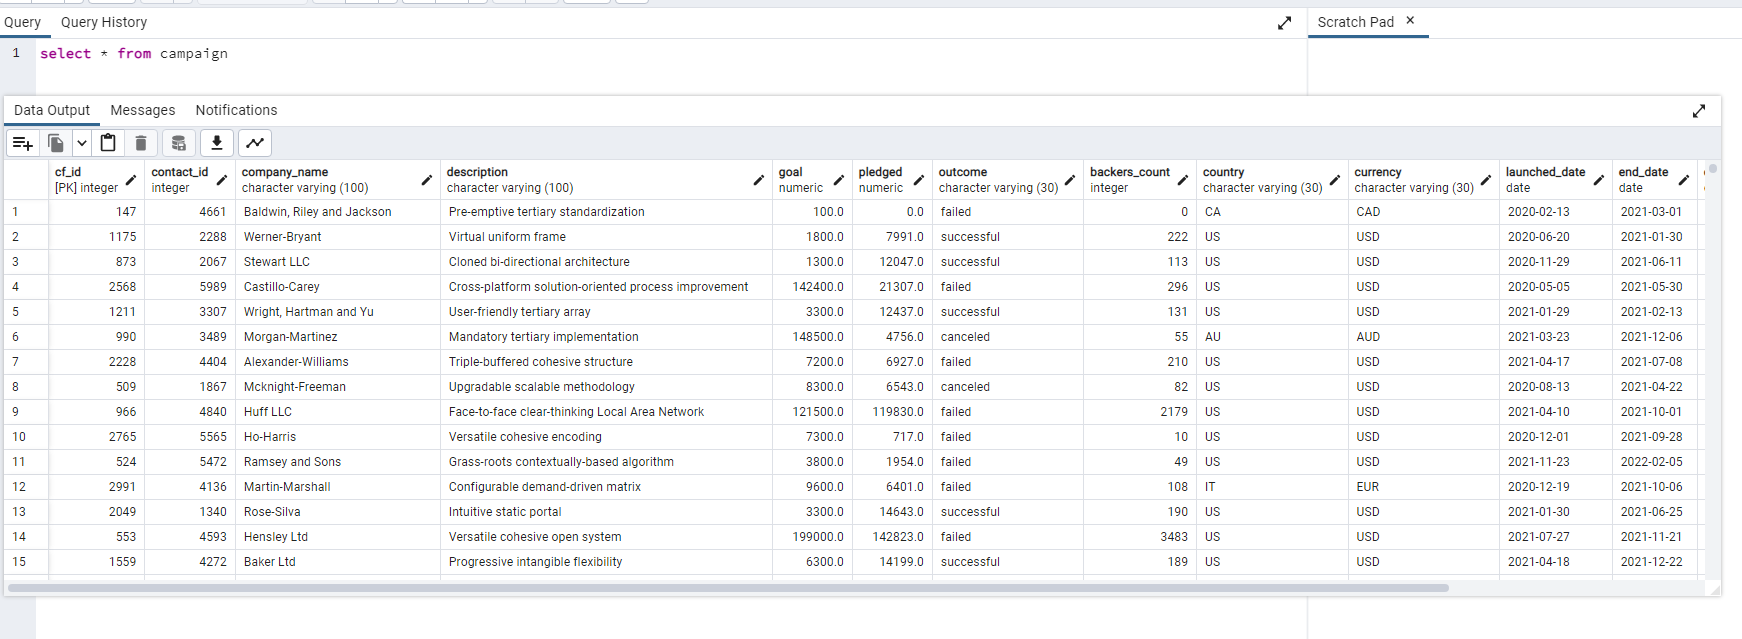 Query Query History Scratch Pad ×
1 select * from campaign
Data Output Messages Notifications
cf_id contact_id company_name description goal pledged outcome backers_count country currency launched_date end_date
[PK] integer integer character varying (100) character varying (100) numeric numeric character varying (30) integer character varying (30) character varying (30) date date
1 147 4661 Baldwin, Riley and Jackson Pre-emptive tertiary standardization 100.0 0.0 failed 0 CA CAD 2020-02-13 2021-03-01
2 1175 2288 Werner-Bryant Virtual uniform frame 1800.0 7991.0 successful 222 US USD 2020-06-20 2021-01-30
3 873 2067 Stewart LLC Cloned bi-directional architecture 1300.0 12047.0 successful 113 US USD 2020-11-29 2021-06-11
4 2568 5989 Castillo-Carey Cross-platform solution-oriented process improvement 142400.0 21307.0 failed 296 US USD 2020-05-05 2021-05-30
5 1211 3307 Wright, Hartman and Yu User-friendly tertiary array 3300.0 12437.0 successful 131 US USD 2021-01-29 2021-02-13
6 990 3489 Morgan-Martinez Mandatory tertiary implementation 148500.0 4756.0 canceled 55 AU AUD 2021-03-23 2021-12-06
7 2228 4404 Alexander-Williams Triple-buffered cohesive structure 7200.0 6927.0 failed 210 US USD 2021-04-17 2021-07-08
8 509 1867 Mcknight-Freeman Upgradable scalable methodology 8300.0 6543.0 canceled 82 US USD 2020-08-13 2021-04-22
9 966 4840 Huff LLC Face-to-face clear-thinking Local Area Network 121500.0 119830.0 failed 2179 US USD 2021-04-10 2021-10-01
10 2765 5565 Ho-Harris Versatile cohesive encoding 7300.0 717.0 failed 10 US USD 2020-12-01 2021-09-28
11 524 5472 Ramsey and Sons Grass-roots contextually-based algorithm 3800.0 1954.0 failed 49 US USD 2021-11-23 2022-02-05
12 2991 4136 Martin-Marshall Configurable demand-driven matrix 9600.0 6401.0 failed 108 IT EUR 2020-12-19 2021-10-06
13 2049 1340 Rose-Silva Intuitive static portal 3300.0 14643.0 successful 190 US USD 2021-01-30 2021-06-25
14 553 4593 Hensley Ltd Versatile cohesive open system 199000.0 142823.0 failed 3483 US USD 2021-07-27 2021-11-21
15 1559 4272 Baker Ltd Progressive intangible flexibility 6300.0 14199.0 successful 189 US USD 2021-04-18 2021-12-22